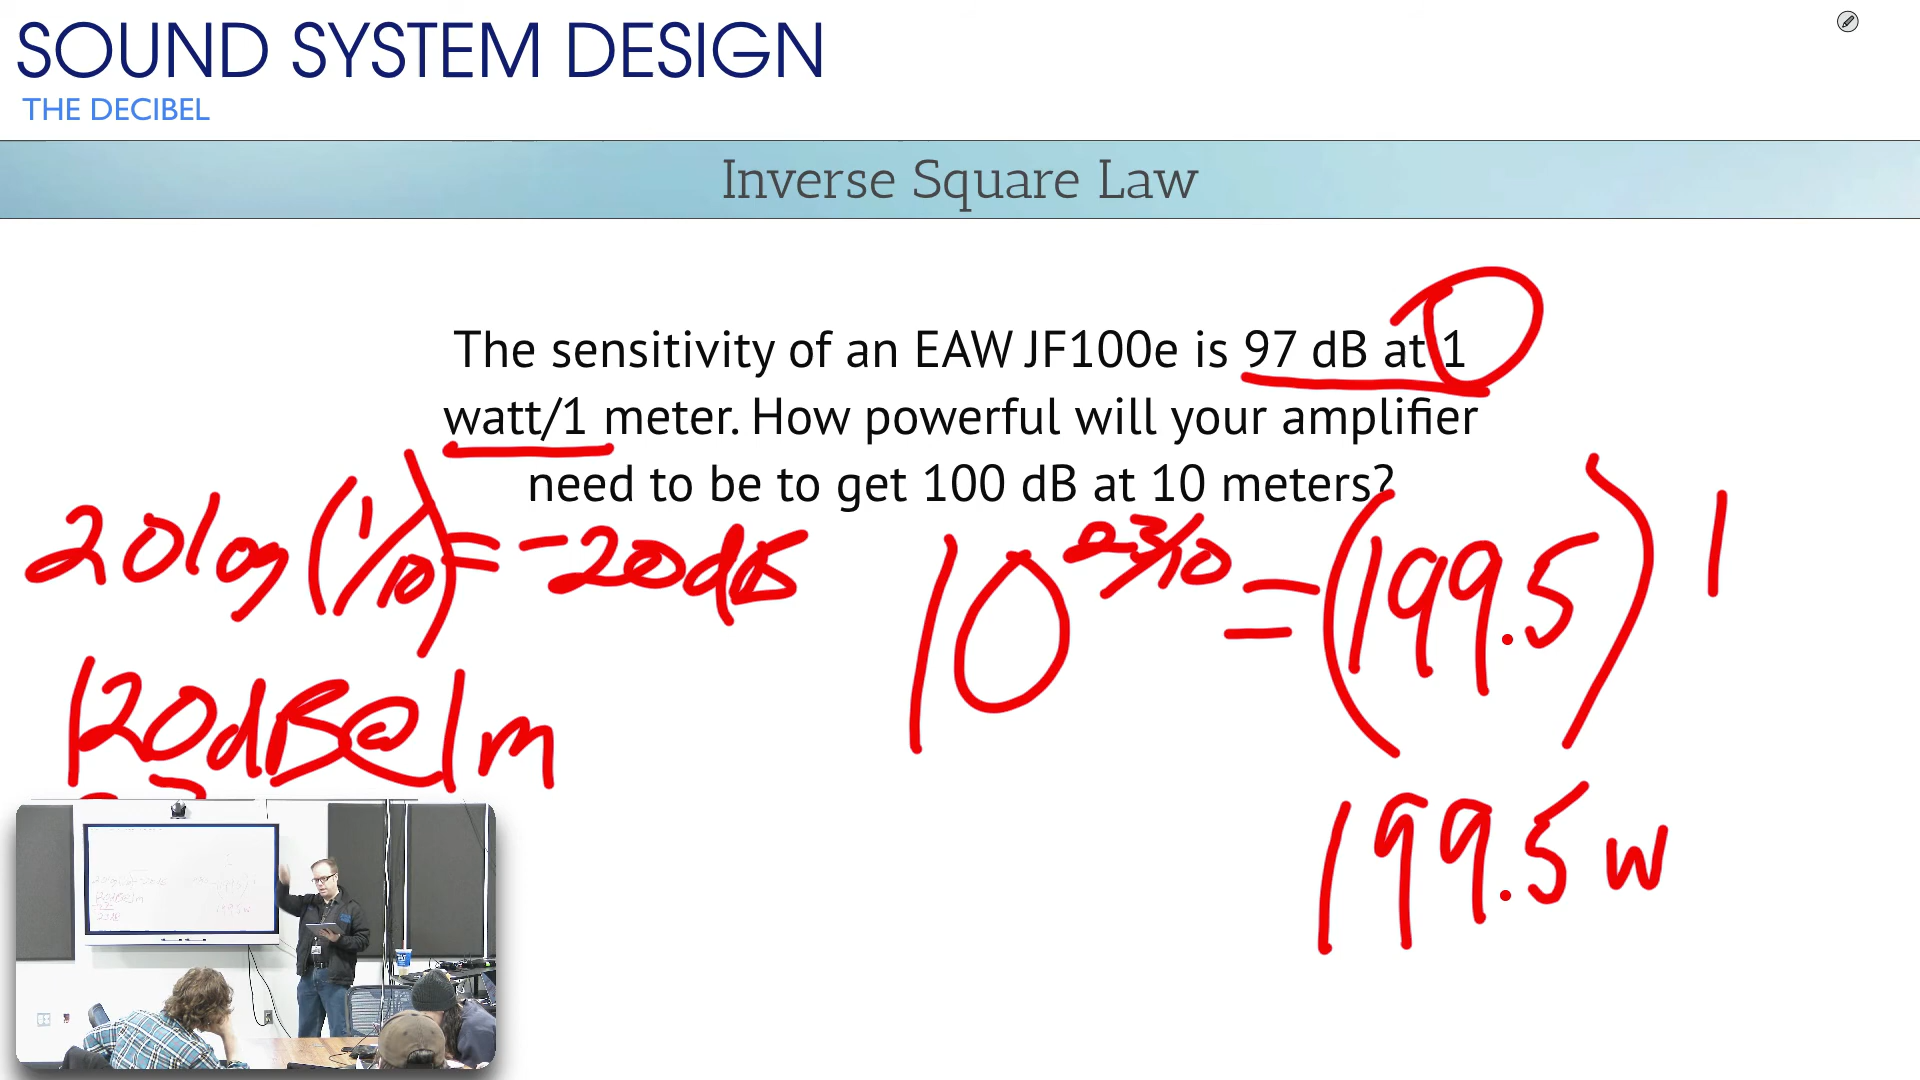 SOUND SYSTEM DESIGN
THE DECIBEL
Inverse Square Law
The sensitivity of an EAW JF100e is 97 dB at 1
watt/1 meter. How powerful will your amplifier
need to be to get 100 dB at 10 meters?
20log(1/10)=-20dB
10^23/10=(199.5)1
120dB@1m
199.5w